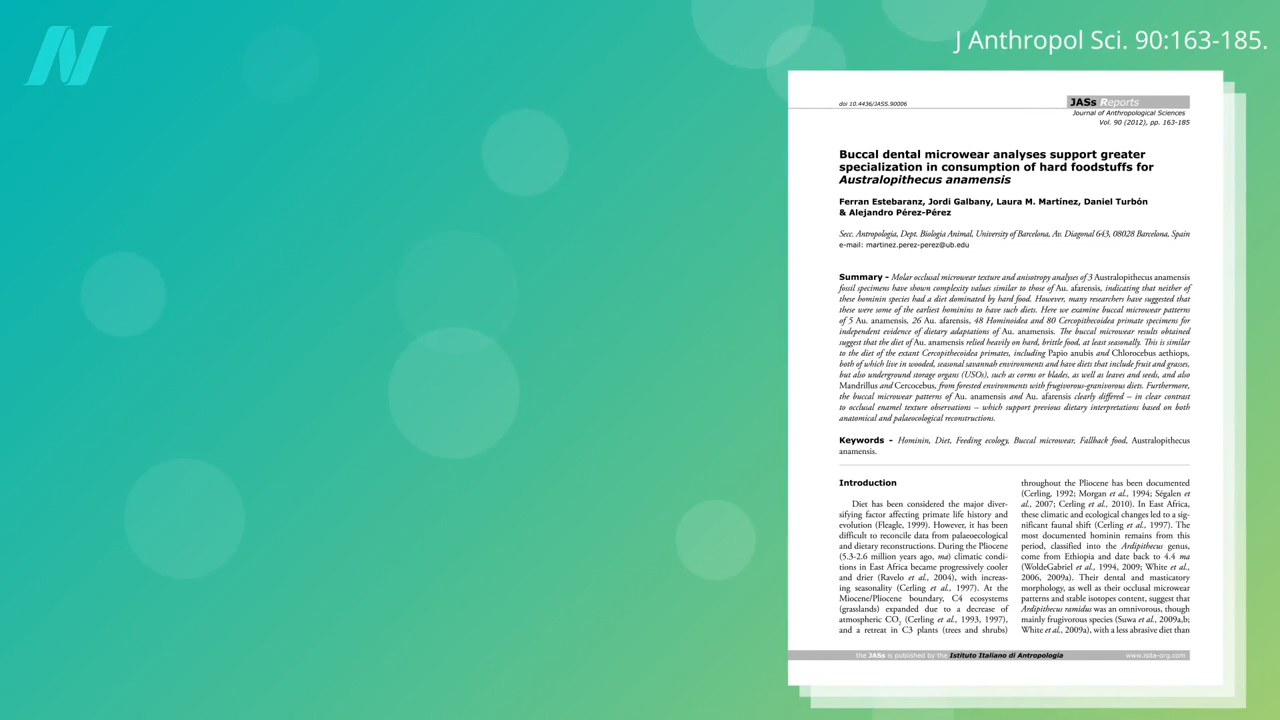 J Anthropol Sci. 90:163-185.
doi 10.4436/JASS.90006
JASs Reports
Journal of Anthropological Sciences
Vol. 90 (2012), pp. 163-185
Buccal dental microwear analyses support greater
specialization in consumption of hard foodstuffs for
Australopithecus anamensis
Ferran Estebaranz, Jordi Galbany, Laura M. Martínez, Daniel Turbón
& Alejandro Pérez-Pérez
Secc. Antropologia, Dept. Biologia Animal, University of Barcelona, Av. Diagonal 643, 08028 Barcelona, Spain
e-mail: martinez.perez-perez@ub.edu
Summary - Molar occlusal microwear texture and anisotropy analyses of 3 Australopithecus anamensis
fossil specimens have shown complexity values similar to those of Au. afarensis, indicating that neither of
these hominin species had a diet dominated by hard food. However, many researchers have suggested that
these were some of the earliest hominins to have such diets. Here we examine buccal microwear patterns
of 5 Au. anamensis, 26 Au. afarensis, 48 Hominoidea and 80 Cercopithecoidea primate specimens for
independent evidence of dietary adaptations of Au. anamensis. The buccal microwear results obtained
suggest that the diet of Au. anamensis relied heavily on hard, brittle food, at least seasonally. This is similar
to the diet of the extant Cercopithecoidea primates, including Papio anubis and Chlorocebus aethiops,
both of which live in wooded, seasonal savannah environments and have diets that include fruit and grasses,
but also underground storage organs (USOs), such as corms or blades, as well as leaves and seeds, and also
Mandrillus and Cercocebus, from forested environments with frugivorous-granivorous diets. Furthermore,
the buccal microwear patterns of Au. anamensis and Au. afarensis clearly differed – in clear contrast
to occlusal enamel texture observations – which support previous dietary interpretations based on both
anatomical and palaeocological reconstructions.
Keywords - Hominin, Diet, Feeding ecology, Buccal microwear, Fallback food, Australopithecus
anamensis.
Introduction
Diet has been considered the major diver-
sifying factor affecting primate life history and
evolution (Fleagle, 1999). However, it has been
difficult to reconcile data from palaeoecological
and dietary reconstructions. During the Pliocene
(5.3-2.6 million years ago, ma) climatic condi-
tions in East Africa became progressively cooler
and drier (Ravelo et al., 2004), with increas-
ing seasonality (Cerling et al., 1997). At the
Miocene/Pliocene boundary, C4 ecosystems
(grasslands) expanded due to a decrease of
atmospheric CO2 (Cerling et al., 1993, 1997),
and a retreat in C3 plants (trees and shrubs)
throughout the Pliocene has been documented
(Cerling, 1992; Morgan et al., 1994; Ségalen et
al., 2007; Cerling et al., 2010). In East Africa,
these climatic and ecological changes led to a sig-
nificant faunal shift (Cerling et al., 1997). The
most documented hominin remains from this
period, classified into the Ardipithecus genus,
come from Ethiopia and date back to 4.4 ma
(WoldeGabriel et al., 1994, 2009; White et al.,
2006, 2009a). Their dental and masticatory
morphology, as well as their occlusal microwear
patterns and stable isotopes content, suggest that
Ardipithecus ramidus was an omnivorous, though
mainly frugivorous species (Suwa et al., 2009a,b;
White et al., 2009a), with a less abrasive diet than
the JASs is published by the Istituto Italiano di Antropologia
www.isita-org.com